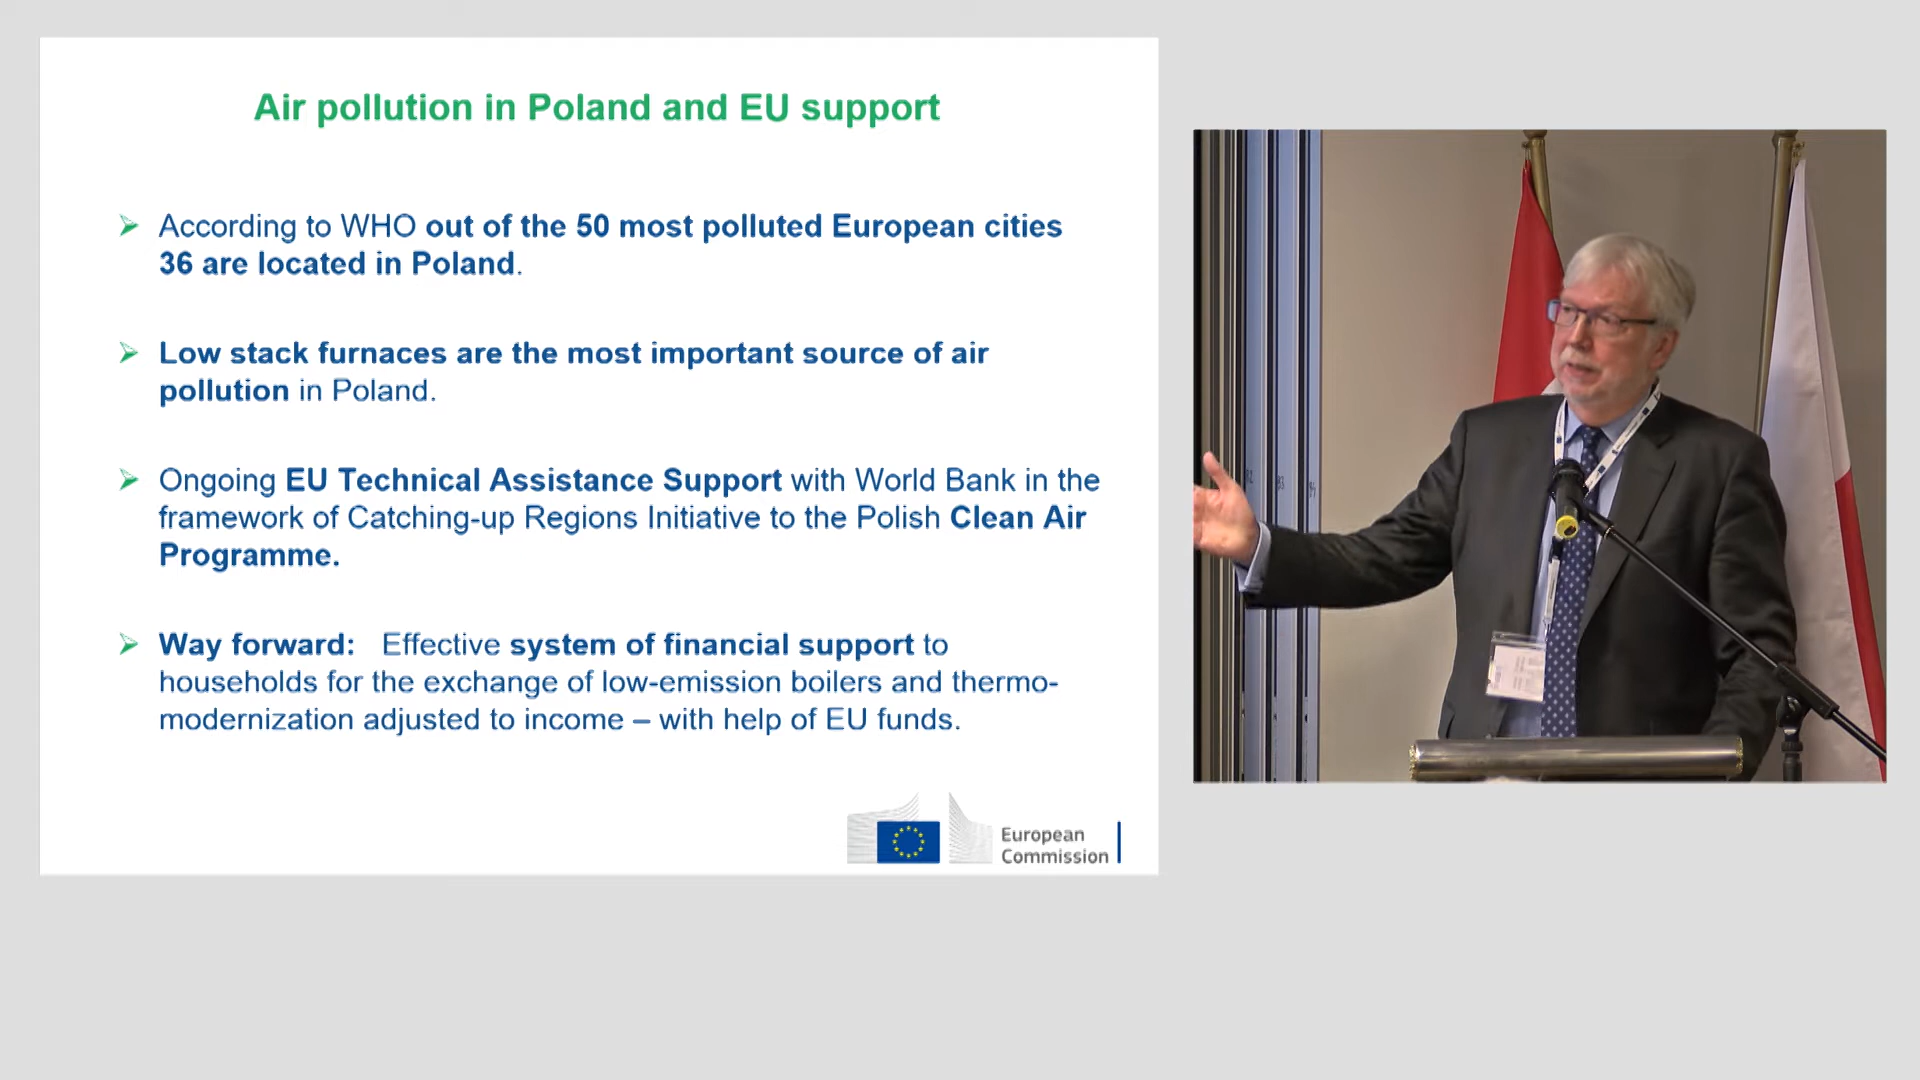 Air pollution in Poland and EU support
According to WHO out of the 50 most polluted European cities
36 are located in Poland.
Low stack furnaces are the most important source of air
pollution in Poland.
Ongoing EU Technical Assistance Support with World Bank in the
framework of Catching-up Regions Initiative to the Polish Clean Air
Programme.
Way forward: Effective system of financial support to
households for the exchange of low-emission boilers and thermo-
modernization adjusted to income – with help of EU funds.
European
Commission